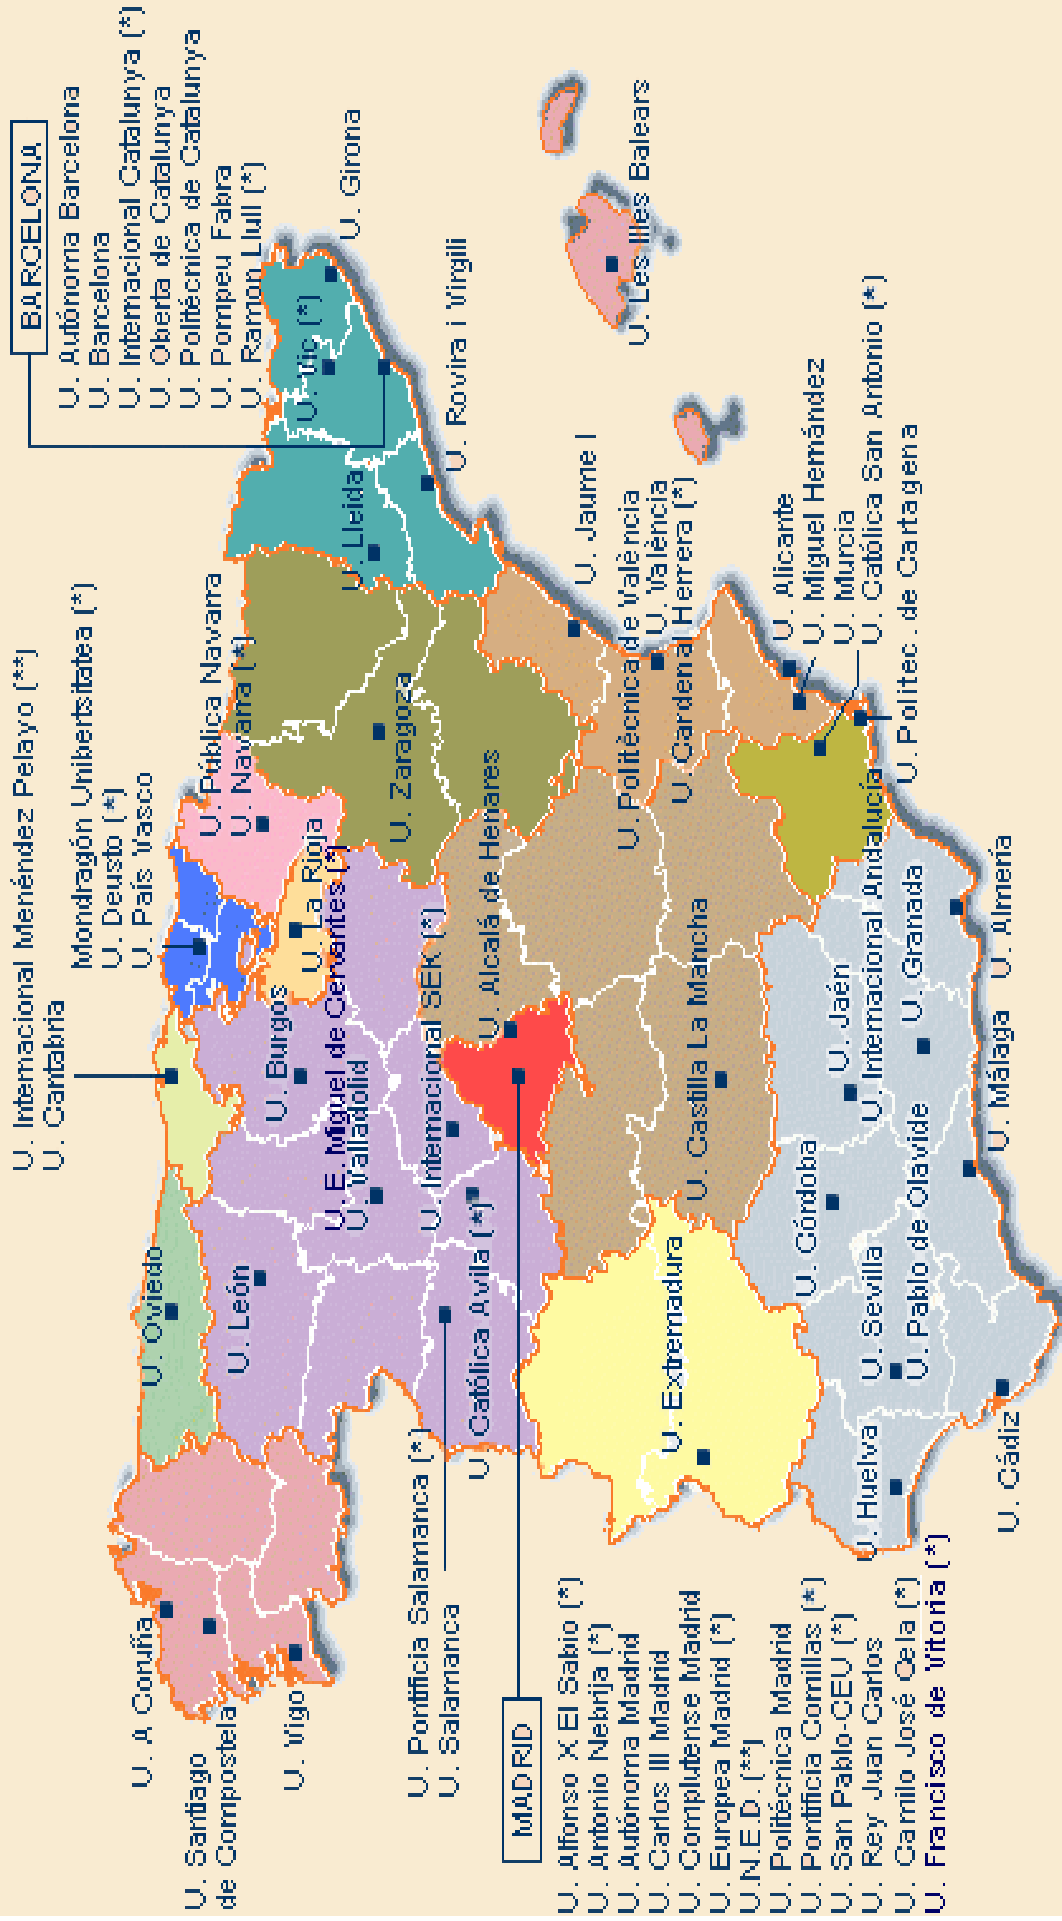 U. Internacional Menéndez Pelayo (**)
U. Cantabria
Mondragón Unibertsitatea (*)
U. Deusto (*)
U. País Vasco
U. Pública Navarra
U. Navarra (*)
BARCELONA
U. Autónoma Barcelona
U. Barcelona
U. Internacional Catalunya (*)
U. Oberta de Catalunya
U. Politécnica de Catalunya
U. Pompeu Fabra
U. Ramón Llull (*)
U. A Coruña
U. Santiago
de Compostela
U. Vigo
U. Oviedo
U. León
U. Burgos
U. La Rioja
U. E. Miguel de Cervantes (*)
U. Valladolid
U. Vic (*)
U. Girona
U. Lleida
U. Rovira i Virgili
U. Zaragoza
U. Pontificia Salamanca (*)
U. Salamanca
U. Internacional SEK (*)
U. Católica Avila (*)
U. Alcalá de Henares
MADRID
U. Alfonso X El Sabio (*)
U. Antonio Nebrija (*)
U. Autónoma Madrid
U. Carlos III Madrid
U. Complutense Madrid
U. Europea Madrid (*)
U.N.E.D. (**)
U. Politécnica Madrid
U. Pontificia Comillas (*)
U. San Pablo-CEU (*)
U. Rey Juan Carlos
U. Camilo José Cela (*)
U. Francisco de Vitoria (*)
U. Jaume I
U. Politècnica de València
U. València
U. Cardenal Herrera (*)
U. Les Illes Balears
U. Extremadura
U. Castilla La Mancha
U. Alicante
U. Miguel Hernández
U. Murcia
U. Católica San Antonio (*)
U. Politec. de Cartagena
U. Córdoba
U. Jaén
U. Internacional Andalucía
U. Huelva
U. Sevilla
U. Pablo de Olavide
U. Granada
U. Cádiz
U. Málaga
U. Almería